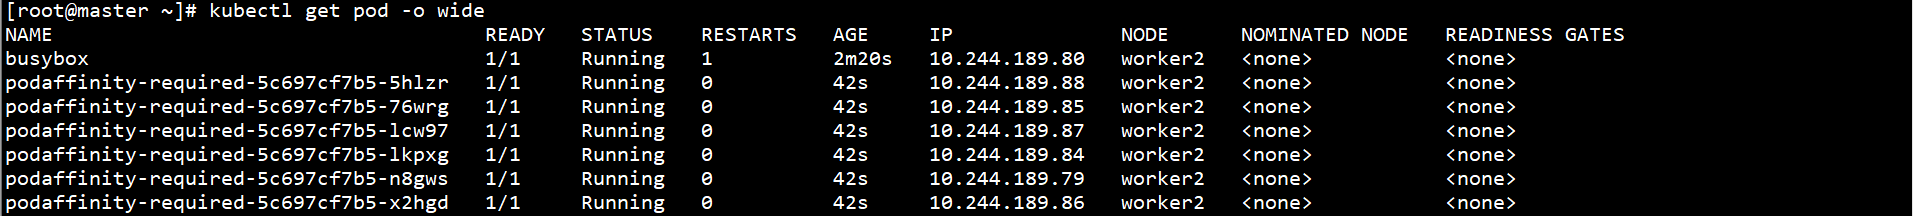 [root@master ~]# kubectl get pod -o wide
NAME READY STATUS RESTARTS AGE IP NODE NOMINATED NODE READINESS GATES
busybox 1/1 Running 1 2m20s 10.244.189.80 worker2 <none> <none>
podaffinity-required-5c697cf7b5-5hlzr 1/1 Running 0 42s 10.244.189.88 worker2 <none> <none>
podaffinity-required-5c697cf7b5-76wrg 1/1 Running 0 42s 10.244.189.85 worker2 <none> <none>
podaffinity-required-5c697cf7b5-lcw97 1/1 Running 0 42s 10.244.189.87 worker2 <none> <none>
podaffinity-required-5c697cf7b5-lkpxg 1/1 Running 0 42s 10.244.189.84 worker2 <none> <none>
podaffinity-required-5c697cf7b5-n8gws 1/1 Running 0 42s 10.244.189.79 worker2 <none> <none>
podaffinity-required-5c697cf7b5-x2hgd 1/1 Running 0 42s 10.244.189.86 worker2 <none> <none>